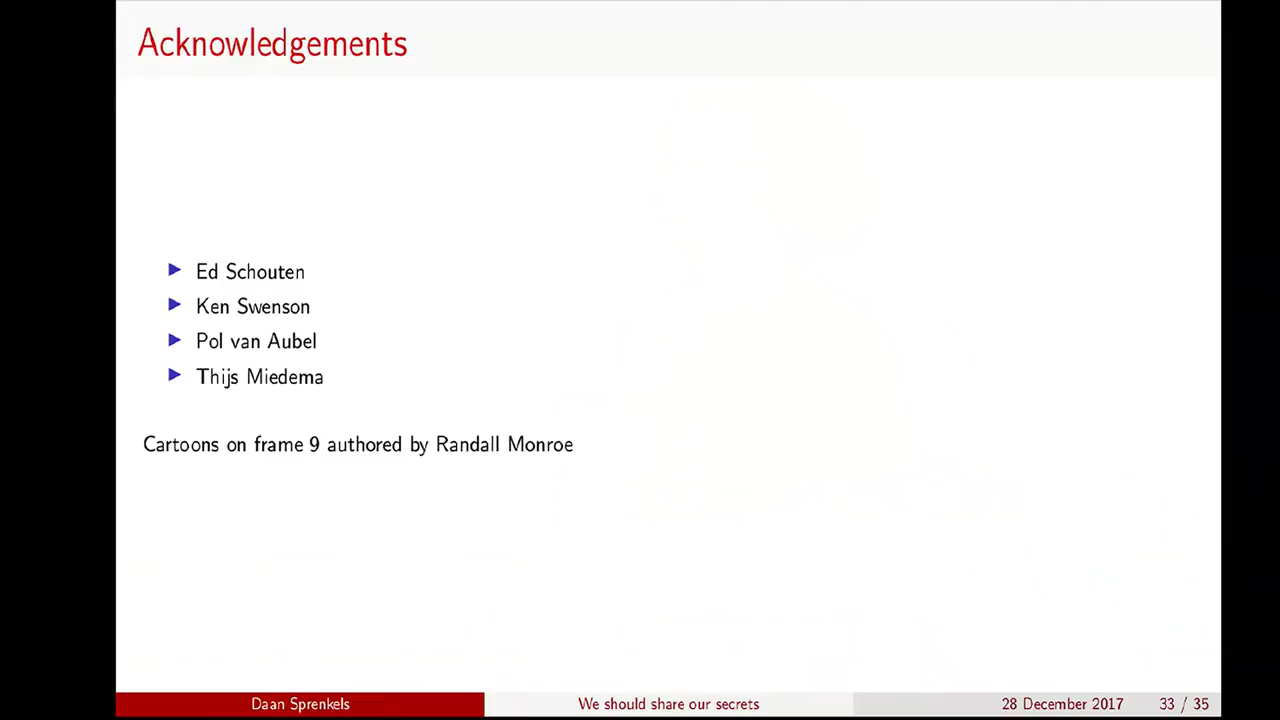 Acknowledgements
Ed Schouten
Ken Swenson
Pol van Aubel
Thijs Miedema
Cartoons on frame 9 authored by Randall Monroe
Daan Sprenkels
We should share our secrets
28 December 2017
33 / 35